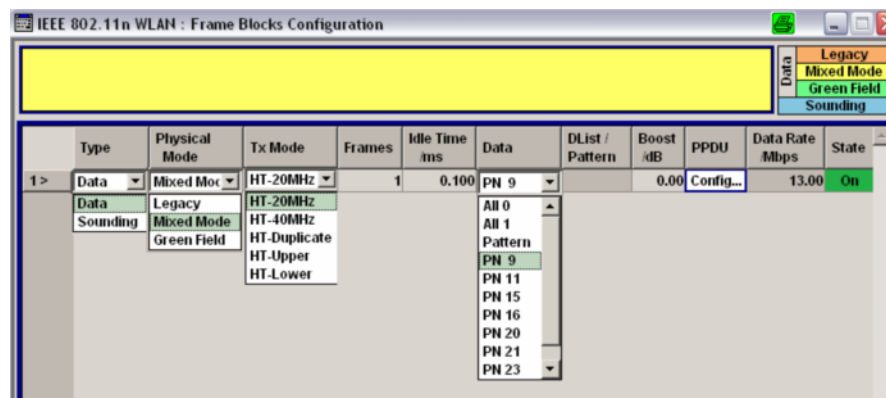 IEEE 802.11n WLAN : Frame Blocks Configuration
Data
Legacy
Mixed Mode
Green Field
Sounding
Type
Physical Mode
Tx Mode
Frames
Idle Time /ms
Data
DList / Pattern
Boost /dB
PPDU
Data Rate /Mbps
State
1 > Data Mixed Moc HT-20MHz 1 0.100 PN 9 0.00 Config... 13.00 On
Data
Sounding
Legacy
Mixed Mode
Green Field
HT-20MHz
HT-40MHz
HT-Duplicate
HT-Upper
HT-Lower
All 0
All 1
Pattern
PN 9
PN 11
PN 15
PN 16
PN 20
PN 21
PN 23